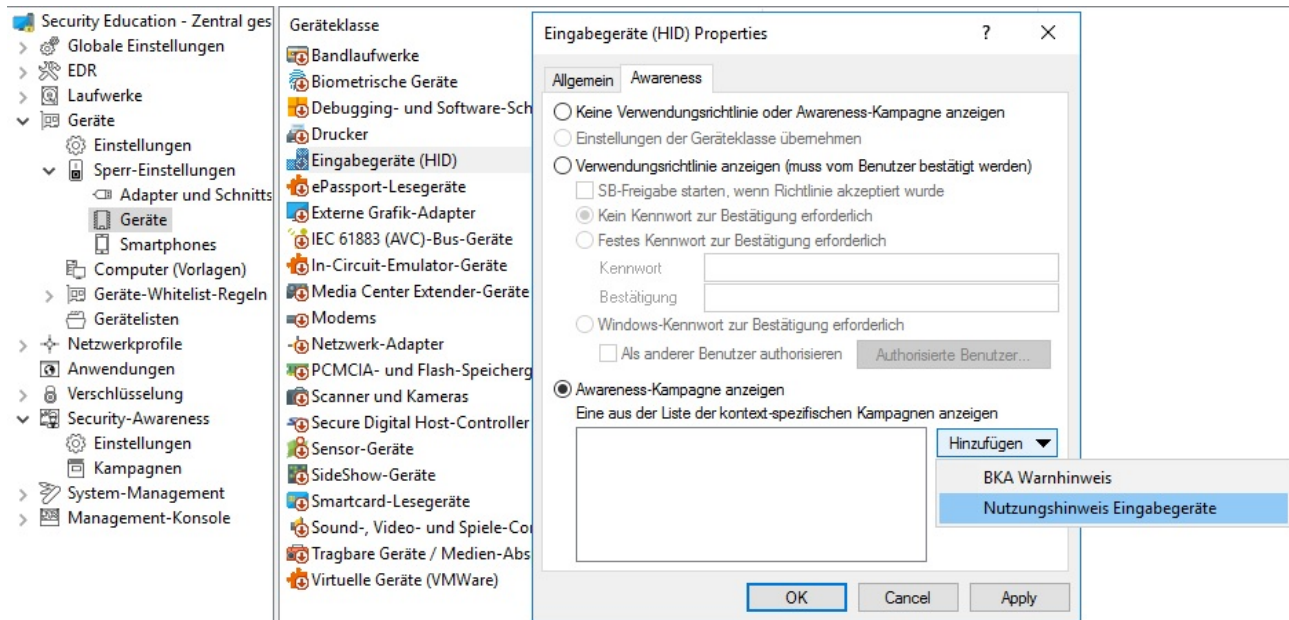 Security Education - Zentral ges
Globale Einstellungen
EDR
Laufwerke
Geräte
Einstellungen
Sperr-Einstellungen
Adapter und Schnitts
Geräte
Smartphones
Computer (Vorlagen)
Geräte-Whitelist-Regeln
Gerätelisten
Netzwerkprofile
Anwendungen
Verschlüsselung
Security-Awareness
Einstellungen
Kampagnen
System-Management
Management-Konsole
Geräteklasse
Bandlaufwerke
Biometrische Geräte
Debugging- und Software-Sch
Drucker
Eingabegeräte (HID)
ePassport-Lesegeräte
Externe Grafik-Adapter
IEC 61883 (AVC)-Bus-Geräte
In-Circuit-Emulator-Geräte
Media Center Extender-Geräte
Modems
Netzwerk-Adapter
PCMCIA- und Flash-Speicherg
Scanner und Kameras
Secure Digital Host-Controller
Sensor-Geräte
SideShow-Geräte
Smartcard-Lesegeräte
Sound-, Video- und Spiele-Co
Tragbare Geräte / Medien-Abs
Virtuelle Geräte (VMWare)
Eingabegeräte (HID) Properties
Allgemein Awareness
Keine Verwendungsrichtlinie oder Awareness-Kampagne anzeigen
Einstellungen der Geräteklasse übernehmen
Verwendungsrichtlinie anzeigen (muss vom Benutzer bestätigt werden)
SB-Freigabe starten, wenn Richtlinie akzeptiert wurde
Kein Kennwort zur Bestätigung erforderlich
Festes Kennwort zur Bestätigung erforderlich
Kennwort
Bestätigung
Windows-Kennwort zur Bestätigung erforderlich
Als anderer Benutzer authorisieren Authorisierte Benutzer...
Awareness-Kampagne anzeigen
Eine aus der Liste der kontext-spezifischen Kampagnen anzeigen
Hinzufügen
BKA Warnhinweis
Nutzungshinweis Eingabegeräte
OK Cancel Apply